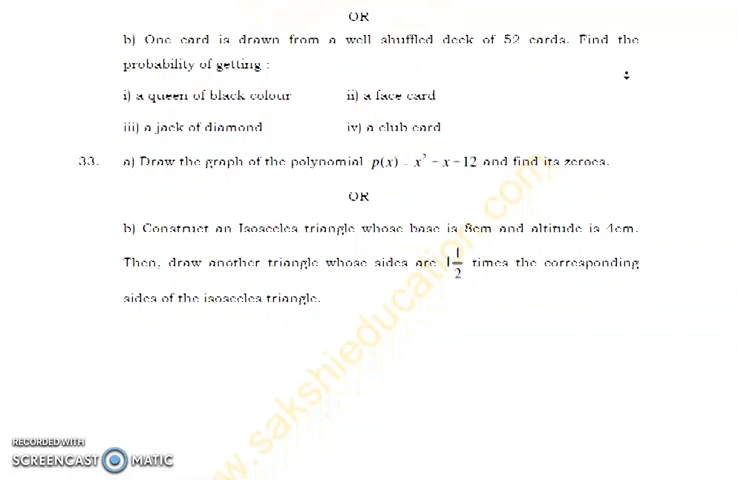 OR
b) One card is drawn from a well shuffled deck of 52 cards. Find the
probability of getting :
i) a queen of black colour ii) a face card
iii) a jack of diamond iv) a club card
33. a) Draw the graph of the polynomial p(x) = x² - x - 12 and find its zeroes.
OR
b) Construct an Isosceles triangle whose base is 8cm and altitude is 4cm.
Then, draw another triangle whose sides are 1 1/2 times the corresponding
sides of the isosceles triangle.
w.sakshieducation.com
RECORDED WITH
SCREENCAST MATIC